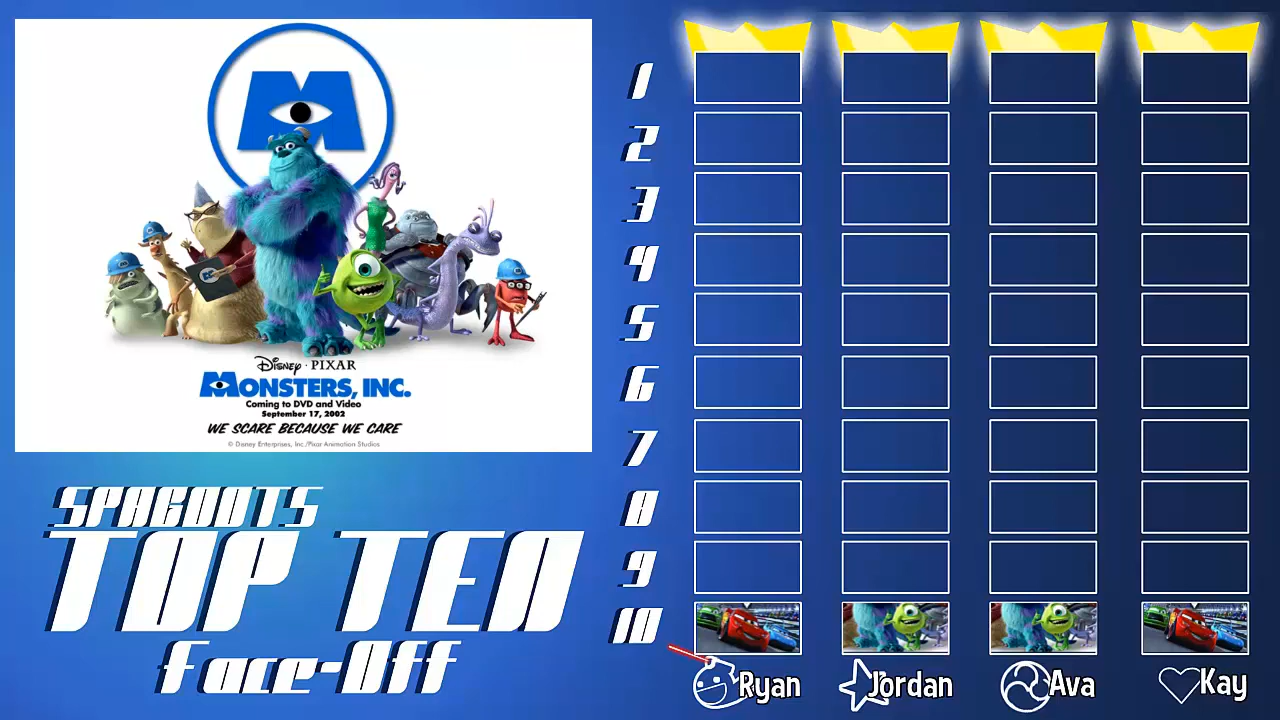 M
DISNEY · PIXAR
MONSTERS, INC.
Coming to DVD and Video
September 17, 2002
WE SCARE BECAUSE WE CARE
© Disney Enterprises, Inc./Pixar Animation Studios
SPAGOOTS
TOP TEN
Face-Off
1
2
3
4
5
6
7
8
9
10
Ryan
Jordan
Ava
Kay